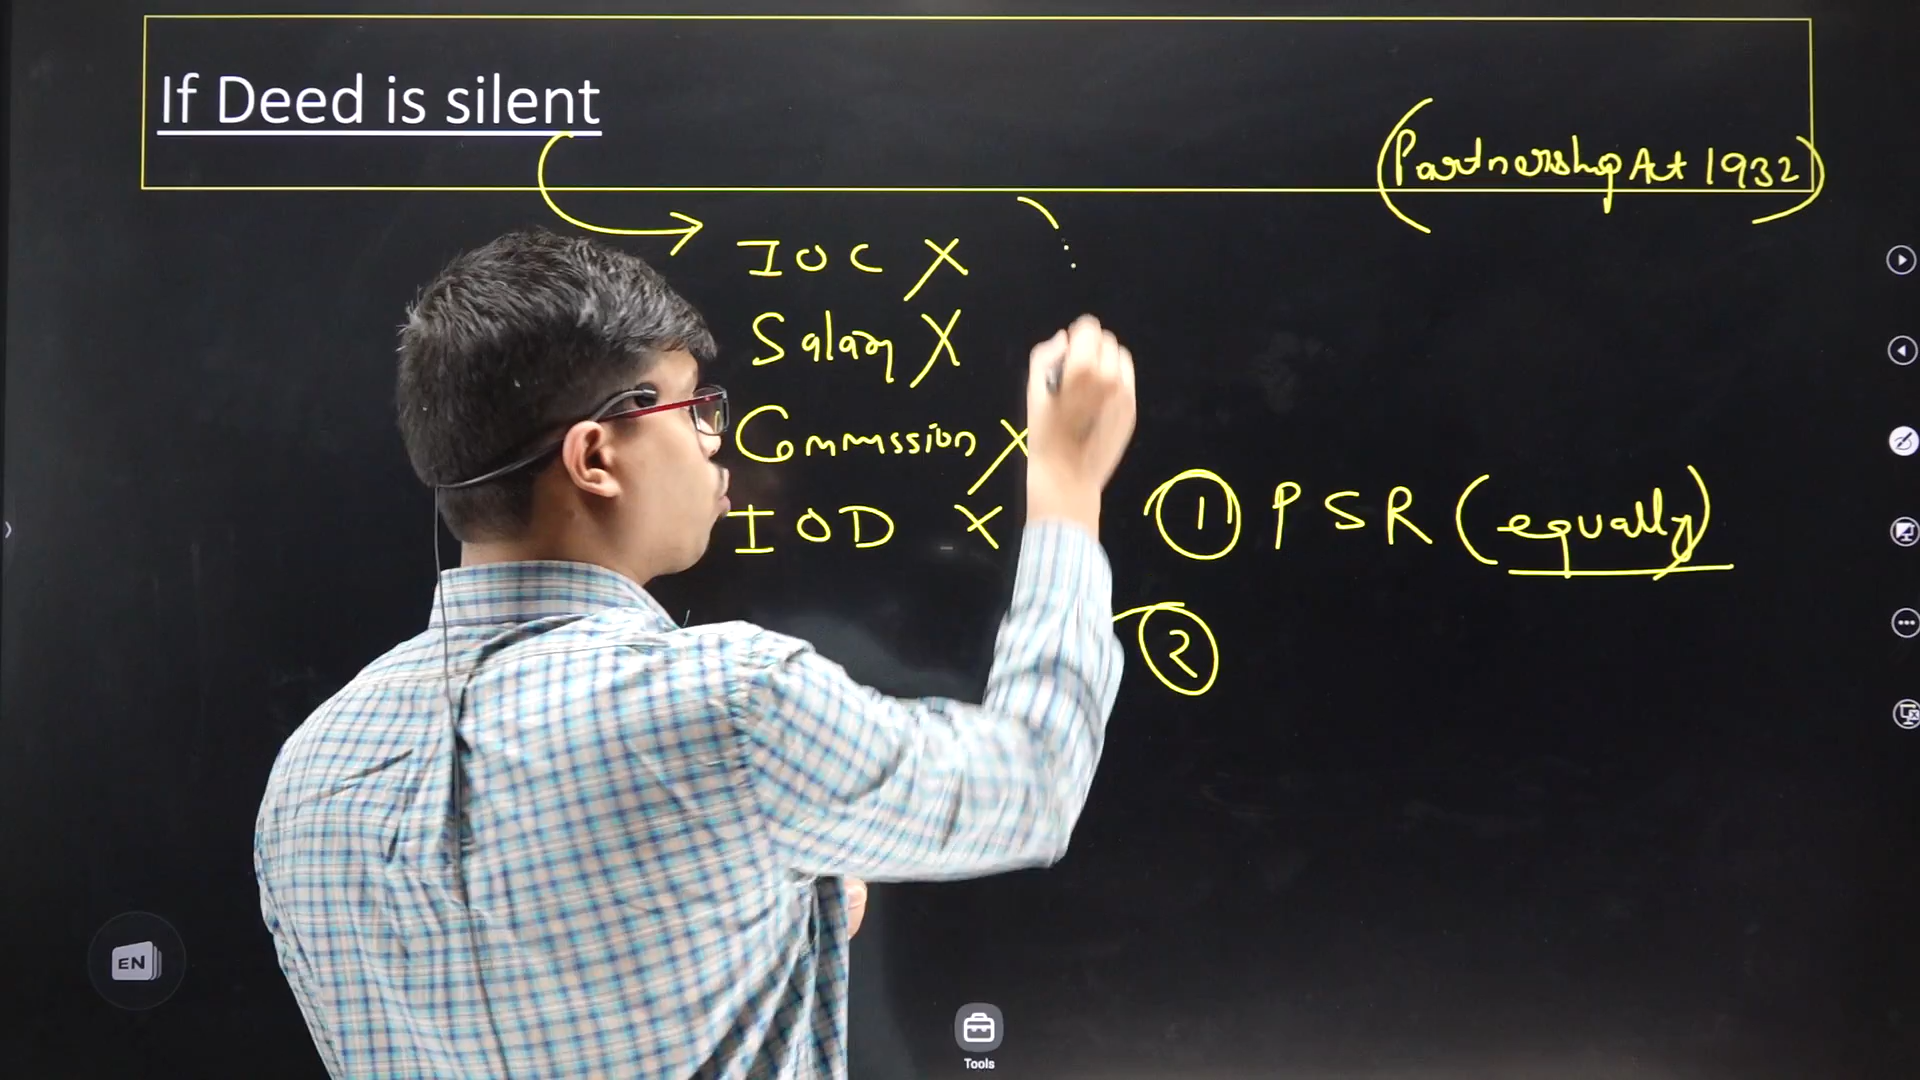 If Deed is silent
(Partnership Act 1932)
IOC X
Salary X
Commission X
IOD X
① PSR (equally)
②
EN
Tools